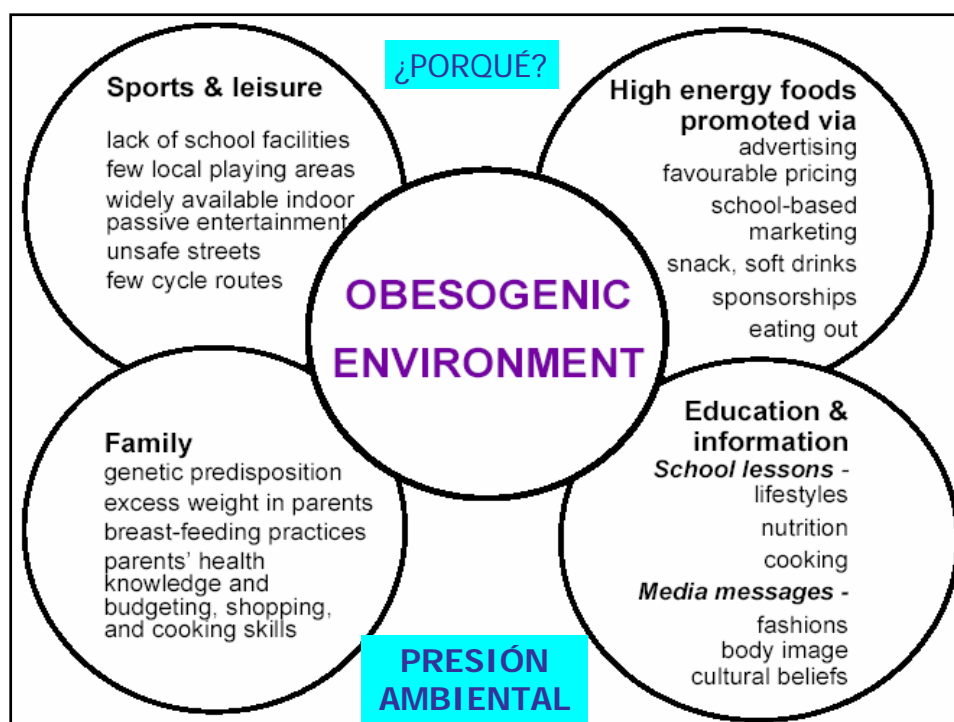 ¿PORQUÉ?
Sports & leisure
lack of school facilities
few local playing areas
widely available indoor
passive entertainment
unsafe streets
few cycle routes
High energy foods
promoted via
advertising
favourable pricing
school-based
marketing
snack, soft drinks
sponsorships
eating out
OBESOGENIC
ENVIRONMENT
Family
genetic predisposition
excess weight in parents
breast-feeding practices
parents' health
knowledge and
budgeting, shopping,
and cooking skills
Education &
information
School lessons -
lifestyles
nutrition
cooking
Media messages -
fashions
body image
cultural beliefs
PRESIÓN
AMBIENTAL